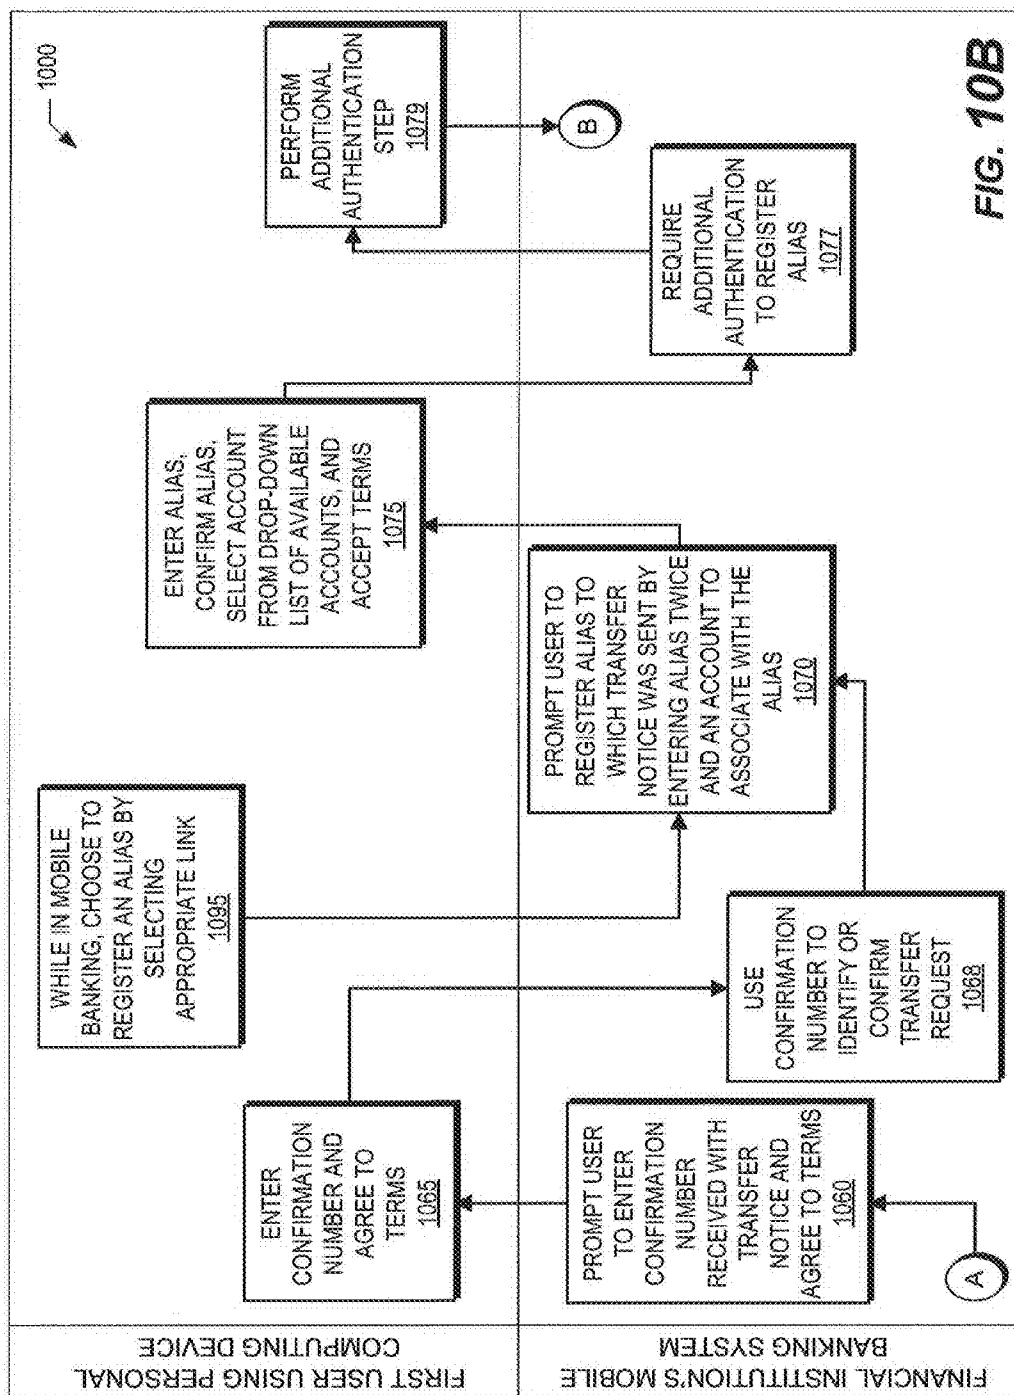 1000
FIRST USER USING PERSONAL
COMPUTING DEVICE
ENTER
CONFIRMATION
NUMBER AND
AGREE TO
TERMS
1065
WHILE IN MOBILE
BANKING, CHOOSE TO
REGISTER AN ALIAS BY
SELECTING
APPROPRIATE LINK
1095
ENTER ALIAS,
CONFIRM ALIAS,
SELECT ACCOUNT
FROM DROP-DOWN
LIST OF AVAILABLE
ACCOUNTS, AND
ACCEPT TERMS
1075
PERFORM
ADDITIONAL
AUTHENTICATION
STEP
1079
B
FINANCIAL INSTITUTION'S MOBILE
BANKING SYSTEM
A
PROMPT USER
TO ENTER
CONFIRMATION
NUMBER
RECEIVED WITH
TRANSFER
NOTICE AND
AGREE TO TERMS
1060
USE
CONFIRMATION
NUMBER TO
IDENTIFY OR
CONFIRM
TRANSFER
REQUEST
1068
PROMPT USER TO
REGISTER ALIAS TO
WHICH TRANSFER
NOTICE WAS SENT BY
ENTERING ALIAS TWICE
AND AN ACCOUNT TO
ASSOCIATE WITH THE
ALIAS
1070
REQUIRE
ADDITIONAL
AUTHENTICATION
TO REGISTER
ALIAS
1077
FIG. 10B